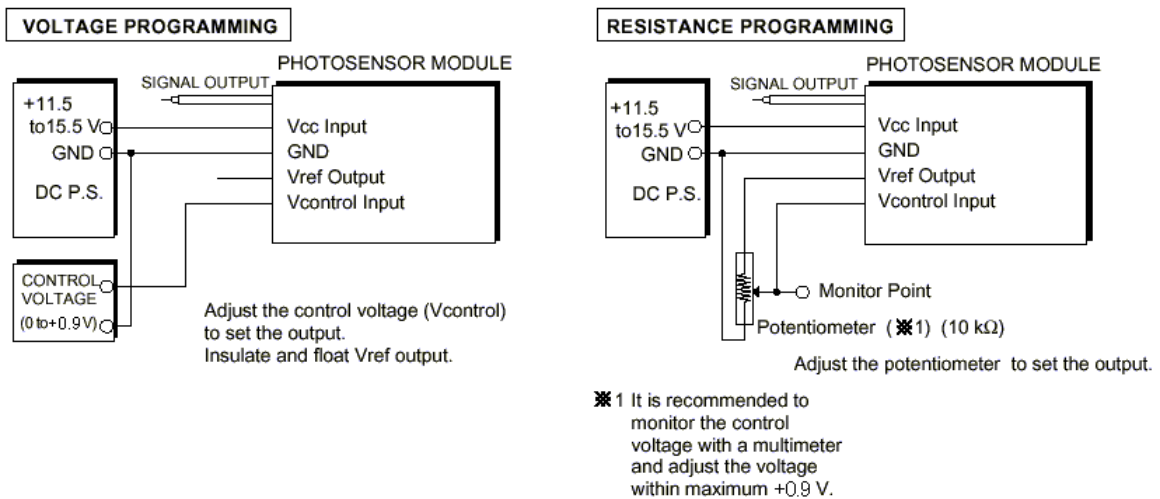 VOLTAGE PROGRAMMING
PHOTOSENSOR MODULE
SIGNAL OUTPUT
+11.5
to15.5 V
GND
DC P.S.
Vcc Input
GND
Vref Output
Vcontrol Input
CONTROL
VOLTAGE
(0 to+0.9V)
Adjust the control voltage (Vcontrol)
to set the output.
Insulate and float Vref output.
RESISTANCE PROGRAMMING
PHOTOSENSOR MODULE
SIGNAL OUTPUT
+11.5
to15.5 V
GND
DC P.S.
Vcc Input
GND
Vref Output
Vcontrol Input
Monitor Point
Potentiometer (※1) (10 kΩ)
Adjust the potentiometer to set the output.
※1 It is recommended to
monitor the control
voltage with a multimeter
and adjust the voltage
within maximum +0.9 V.